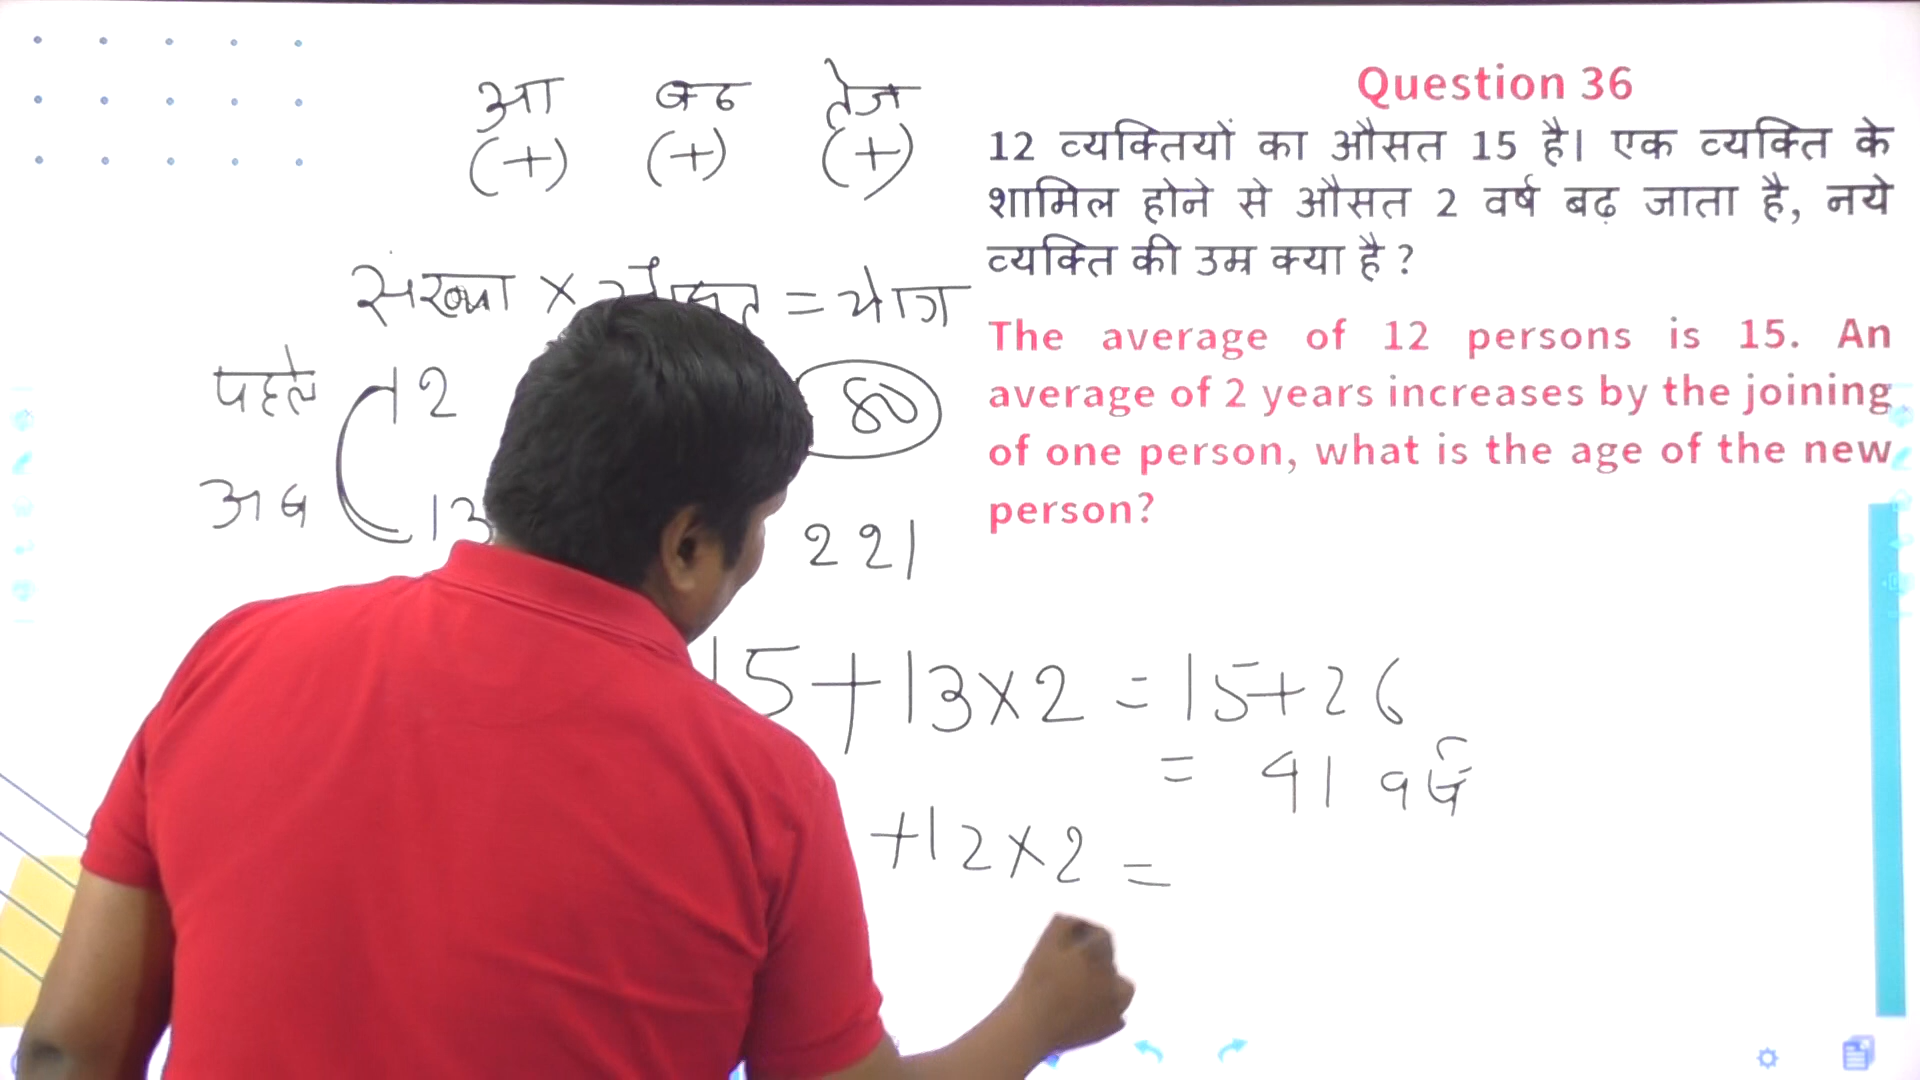 आ बढ तेज
(+) (+) (+)
संख्या × = योग
पहले 12 80
अब 13 221
15+13×2 = 15+26
= 41 वर्ष
+12×2 =
Question 36
12 व्यक्तियों का औसत 15 है। एक व्यक्ति के
शामिल होने से औसत 2 वर्ष बढ़ जाता है, नये
व्यक्ति की उम्र क्या है ?
The average of 12 persons is 15. An
average of 2 years increases by the joining
of one person, what is the age of the new
person?